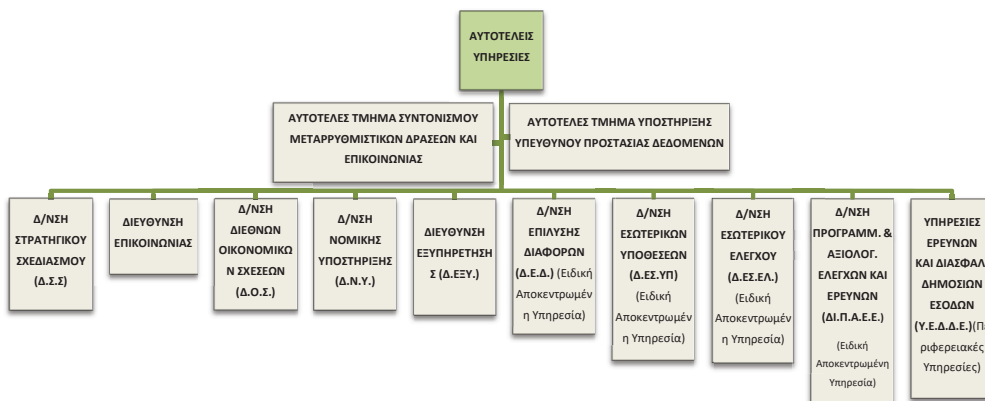 ΑΥΤΟΤΕΛΕΙΣ
ΥΠΗΡΕΣΙΕΣ
ΑΥΤΟΤΕΛΕΣ ΤΜΗΜΑ ΣΥΝΤΟΝΙΣΜΟΥ
ΜΕΤΑΡΡΥΘΜΙΣΤΙΚΩΝ ΔΡΑΣΕΩΝ ΚΑΙ
ΕΠΙΚΟΙΝΩΝΙΑΣ
ΑΥΤΟΤΕΛΕΣ ΤΜΗΜΑ ΥΠΟΣΤΗΡΙΞΗΣ
ΥΠΕΥΘΥΝΟΥ ΠΡΟΣΤΑΣΙΑΣ ΔΕΔΟΜΕΝΩΝ
Δ/ΝΣΗ
ΣΤΡΑΤΗΓΙΚΟΥ
ΣΧΕΔΙΑΣΜΟΥ
(Δ.Σ.Σ)
ΔΙΕΥΘΥΝΣΗ
ΕΠΙΚΟΙΝΩΝΙΑΣ
Δ/ΝΣΗ
ΔΙΕΘΝΩΝ
ΟΙΚΟΝΟΜΙΚΩ
Ν ΣΧΕΣΕΩΝ
(Δ.Ο.Σ.)
Δ/ΝΣΗ
ΝΟΜΙΚΗΣ
ΥΠΟΣΤΗΡΙΞΗΣ
(Δ.Ν.Υ.)
ΔΙΕΥΘΥΝΣΗ
ΕΞΥΠΗΡΕΤΗΣΗ
Σ (Δ.ΕΞΥ.)
Δ/ΝΣΗ
ΕΠΙΛΥΣΗΣ
ΔΙΑΦΟΡΩΝ
(Δ.Ε.Δ.) (Ειδική
Αποκεντρωμέν
η Υπηρεσία)
Δ/ΝΣΗ
ΕΣΩΤΕΡΙΚΩΝ
ΥΠΟΘΕΣΕΩΝ
(Δ.ΕΣ.ΥΠ)
(Ειδική
Αποκεντρωμέν
η Υπηρεσία)
Δ/ΝΣΗ
ΕΣΩΤΕΡΙΚΟΥ
ΕΛΕΓΧΟΥ
(Δ.ΕΣ.ΕΛ.)
(Ειδική
Αποκεντρωμέν
η Υπηρεσία)
Δ/ΝΣΗ
ΠΡΟΓΡΑΜΜ. &
ΑΞΙΟΛΟΓ.
ΕΛΕΓΧΩΝ ΚΑΙ
ΕΡΕΥΝΩΝ
(ΔΙ.Π.Α.Ε.Ε.)
(Ειδική
Αποκεντρωμένη
Υπηρεσία)
ΥΠΗΡΕΣΙΕΣ
ΕΡΕΥΝΩΝ
ΚΑΙ ΔΙΑΣΦΑΛ
ΔΗΜΟΣΙΩΝ
ΕΣΟΔΩΝ
(Υ.Ε.Δ.Δ.Ε.)(Πε
ριφερειακές
Υπηρεσίες)